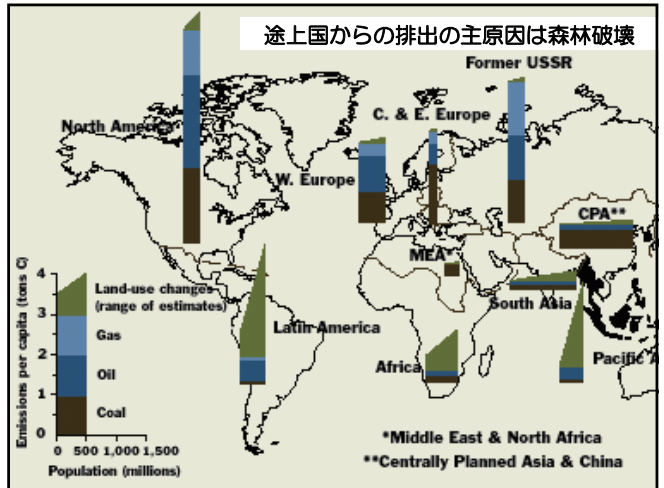 途上国からの排出の主原因は森林破壊
Former USSR
C. & E. Europe
North America
W. Europe
CPA**
MEA*
South Asia
Land-use changes
(range of estimates)
Gas
Oil
Coal
Latin America
Africa
Pacific A
Emissions per capita (tons C)
4
3
2
1
0
0 500 1,000 1,500
Population (millions)
*Middle East & North Africa
**Centrally Planned Asia & China